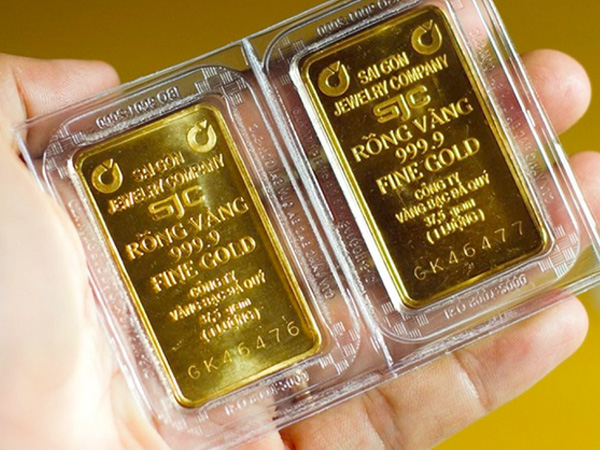 SAIGON
JEWELRY COMPANY
SJC
RỒNG VÀNG
999.9
FINE GOLD
CÔNG TY
VÀNG BẠC ĐÁ QUÝ
37,5 gam
(1 LƯỢNG)
GK46476
SAIGON
JEWELRY COMPANY
SJC
RỒNG VÀNG
999.9
FINE GOLD
CÔNG TY
VÀNG BẠC ĐÁ QUÝ
37,5 gam
(1 LƯỢNG)
GK46477